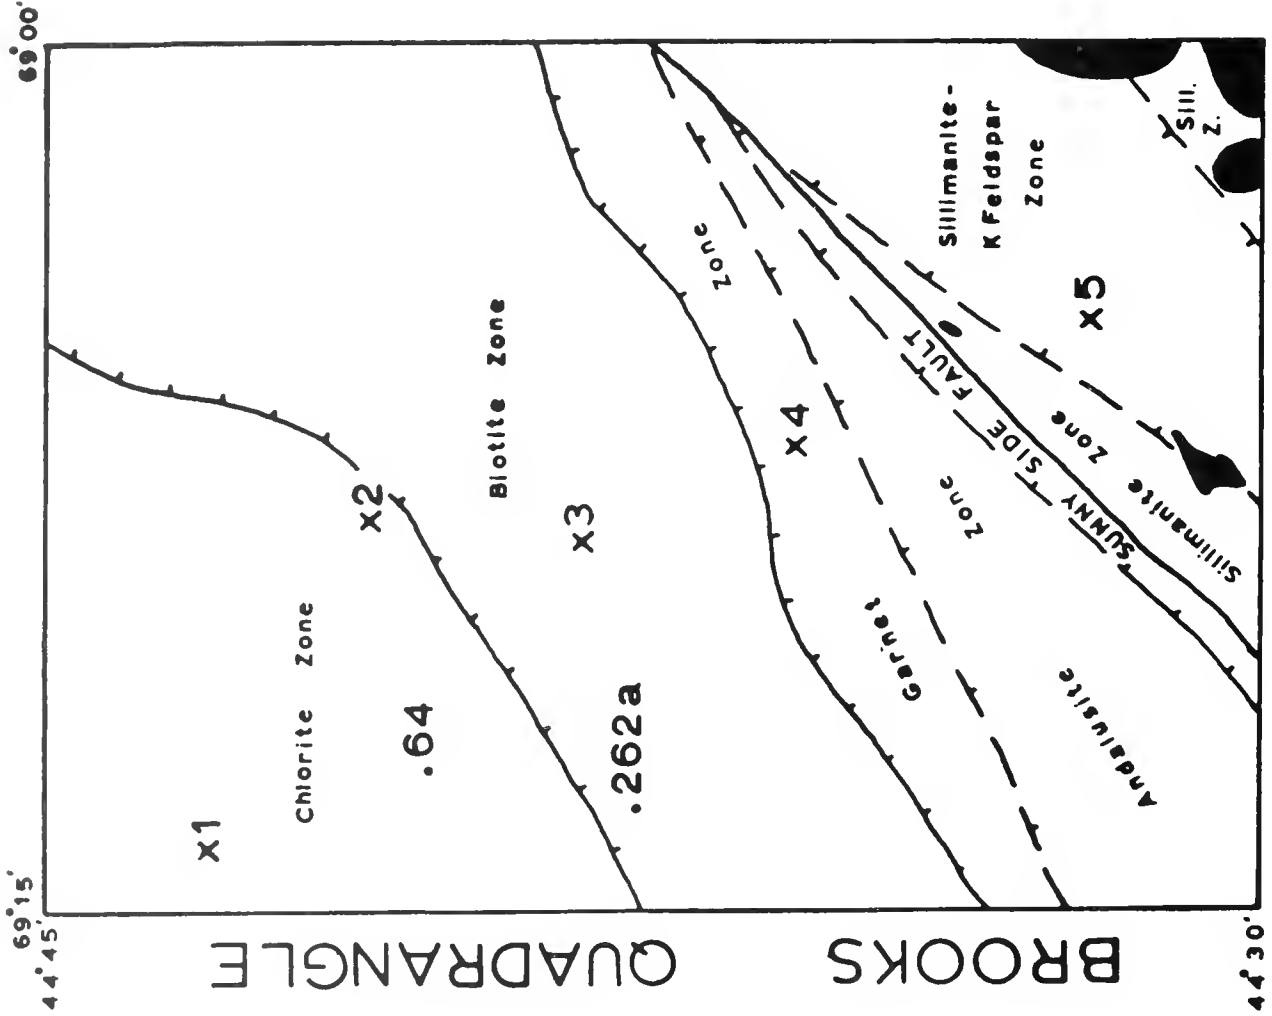 69°00'
69°15'
44°45'
44°30'
Chlorite Zone
x1
.64
x2
Biotite Zone
x3
.262a
Garnet Zone
x4
Andalusite Zone
SUNNY SIDE FAULT
Sillimanite Zone
Sillimanite-
K Feldspar
Zone
x5
Sill.
Z.
BROOKS QUADRANGLE